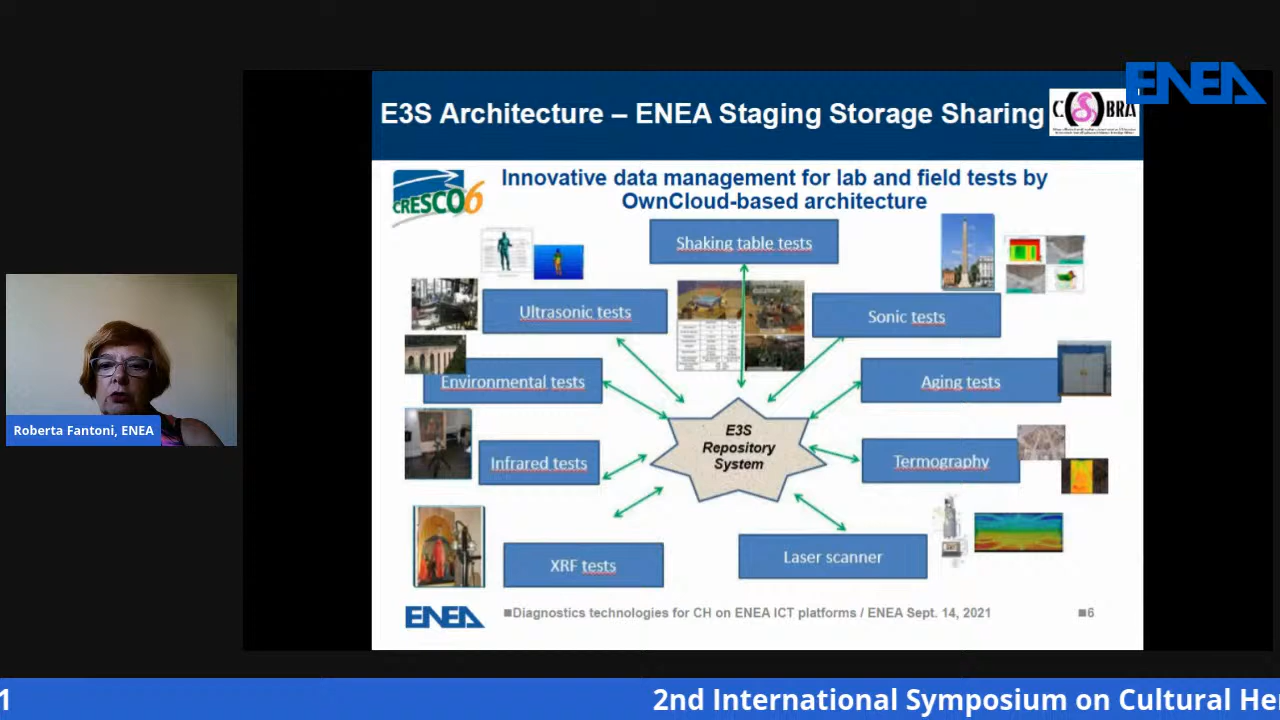 ENEA
E3S Architecture – ENEA Staging Storage Sharing
C(S)BRA
CRESCO6
Innovative data management for lab and field tests by
OwnCloud-based architecture
Shaking table tests
Ultrasonic tests
Sonic tests
Environmental tests
Aging tests
E3S
Repository
System
Infrared tests
Termography
XRF tests
Laser scanner
Roberta Fantoni, ENEA
ENEA
■Diagnostics technologies for CH on ENEA ICT platforms / ENEA Sept. 14, 2021
■6
1
2nd International Symposium on Cultural He